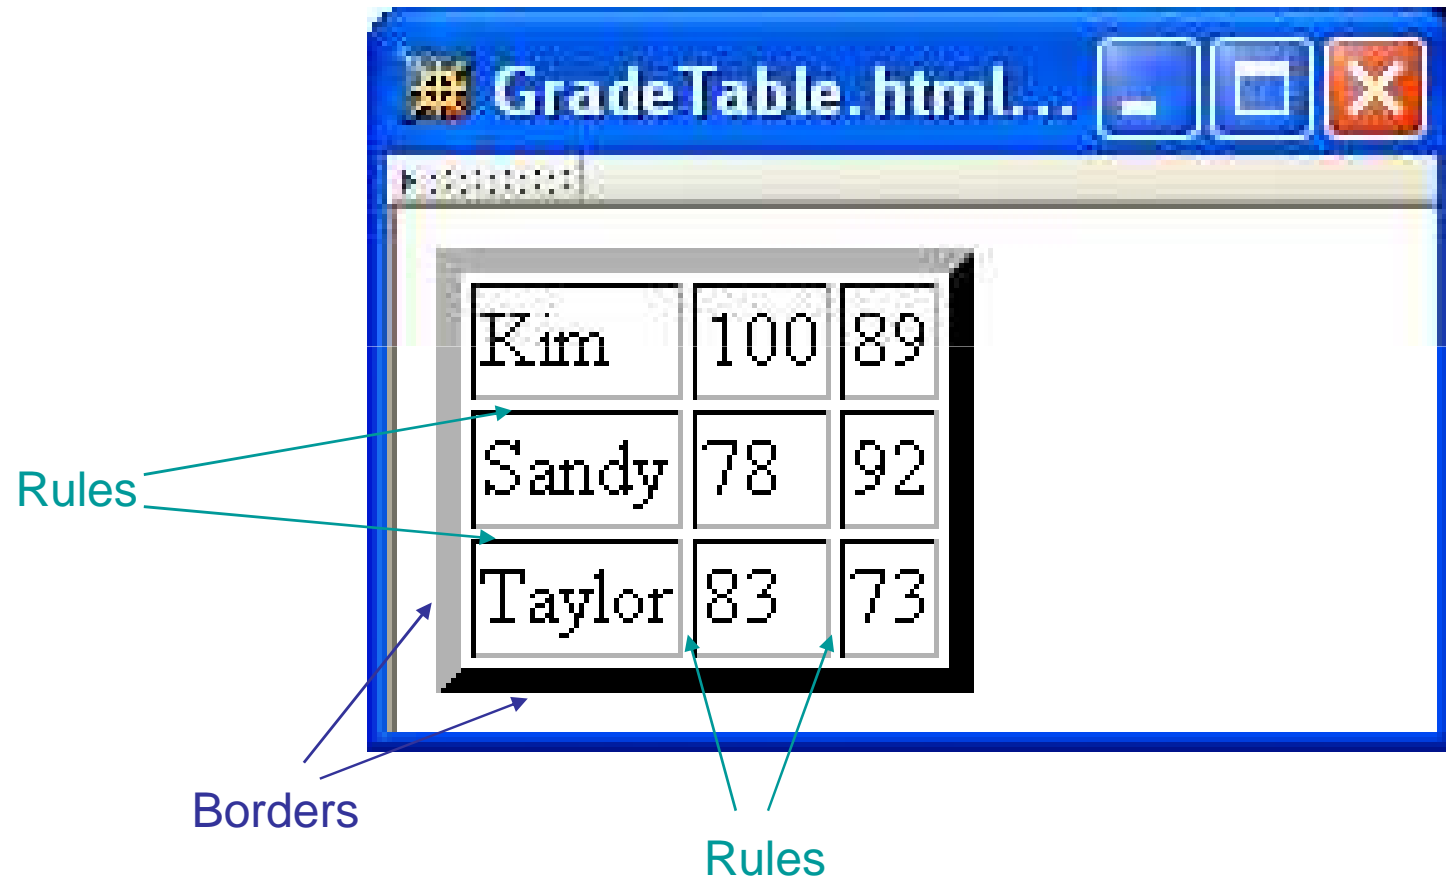 GradeTable.html...
Kim 100 89
Sandy 78 92
Rules
Taylor 83 73
Borders
Rules